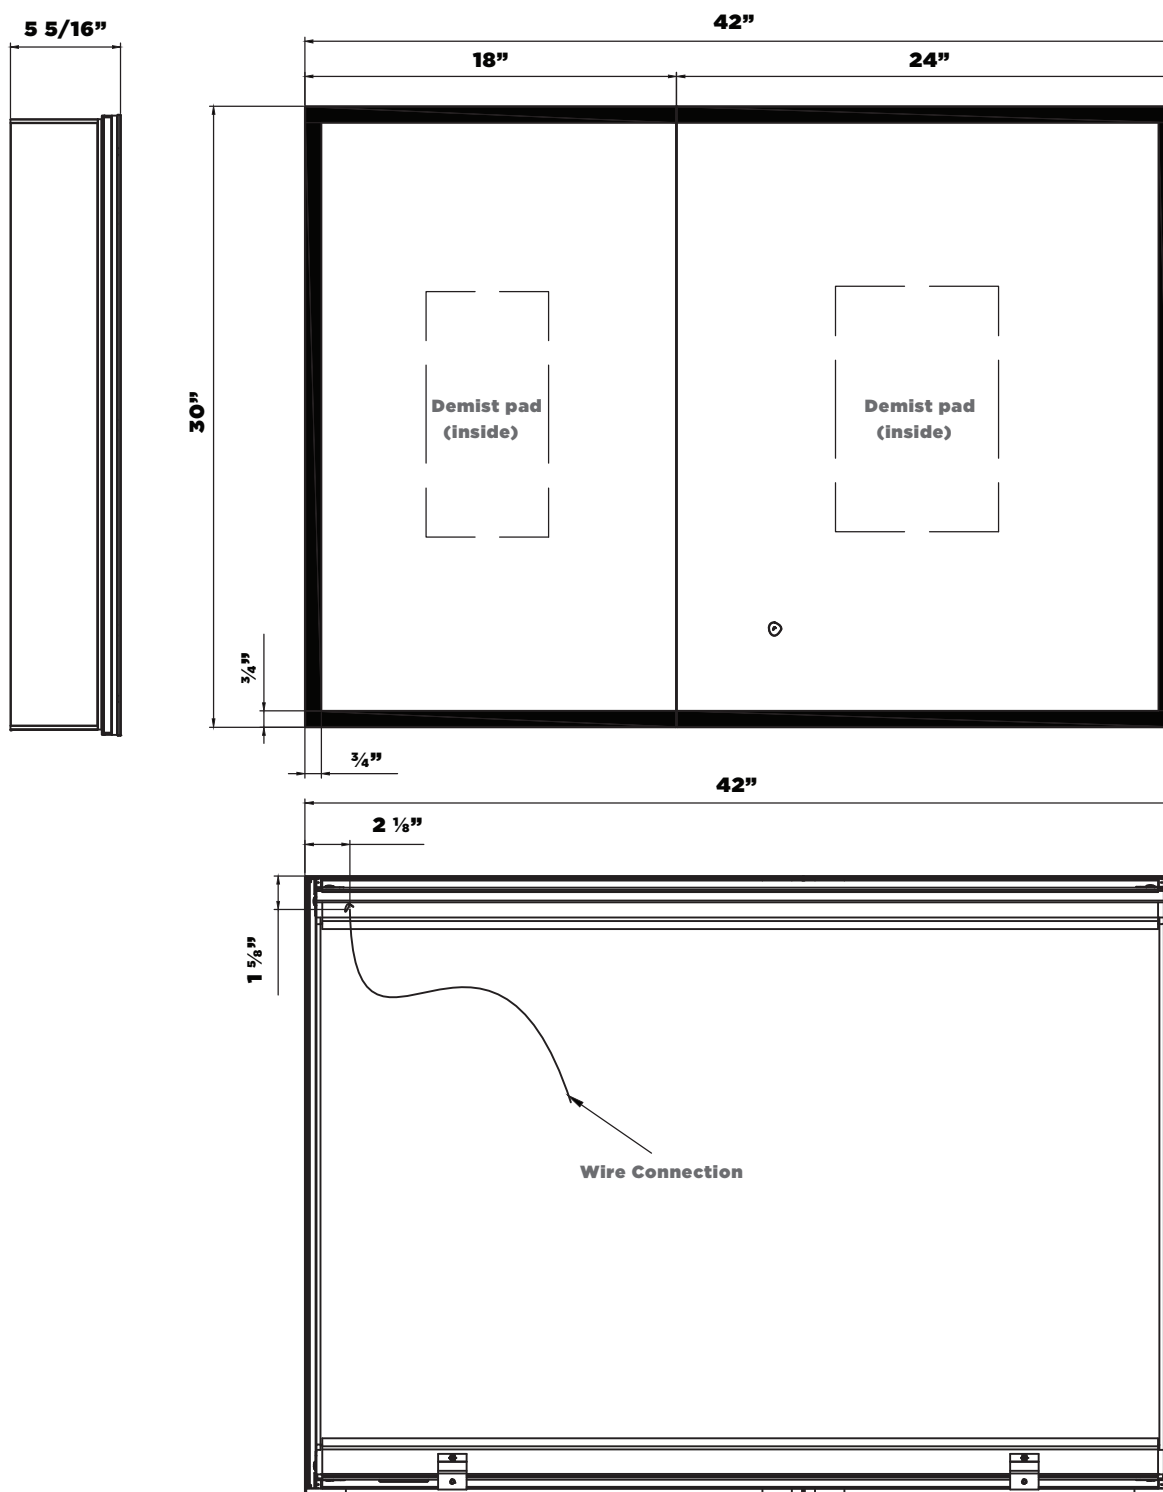 5 5/16”
42”
18”
24”
30”
Demist pad
(inside)
Demist pad
(inside)
¾”
¾”
42”
2 ⅛”
1 ⅝”
Wire Connection